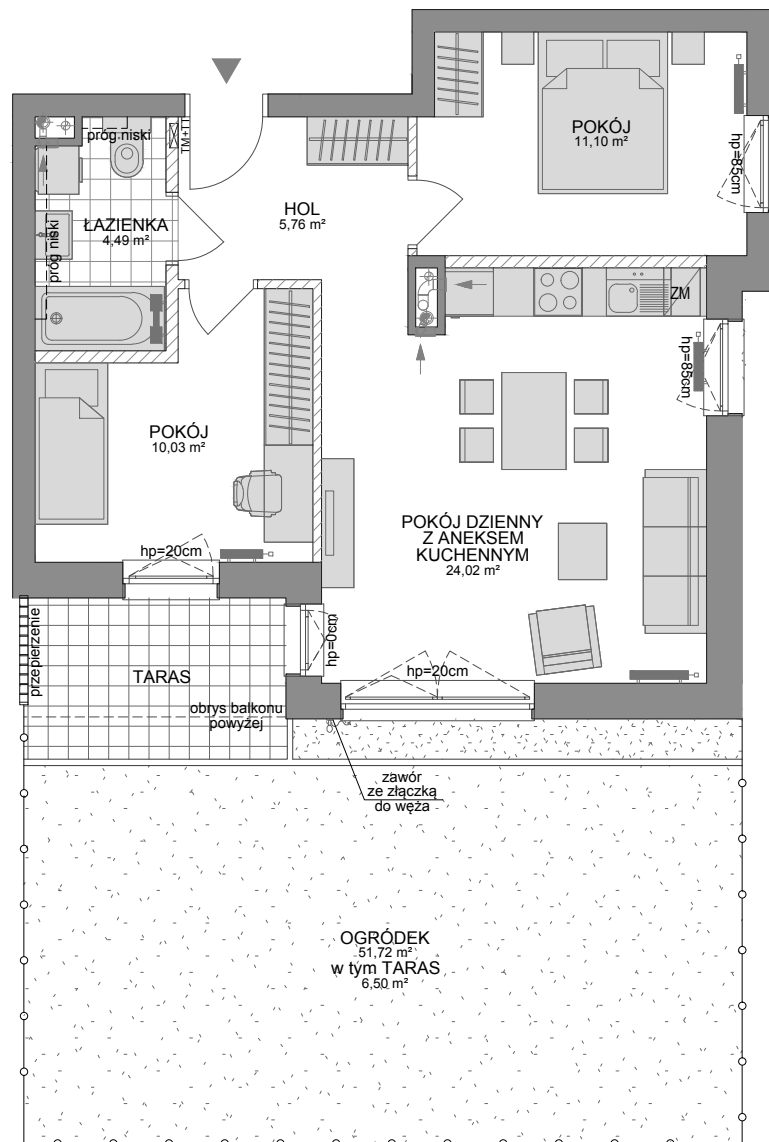 próg niski
TM+TT
POKÓJ
11,10 m²
hp=85cm
HOL
5,76 m²
ŁAZIENKA
4,49 m²
próg niski
ZM
hp=85cm
POKÓJ
10,03 m²
POKÓJ DZIENNY
Z ANEKSEM
KUCHENNYM
24,02 m²
hp=20cm
przepierzenie
hp=0cm
TARAS
hp=20cm
obrys balkonu
powyżej
zawór
ze złączką
do węża
OGRÓDEK
51,72 m²
w tym TARAS
6,50 m²